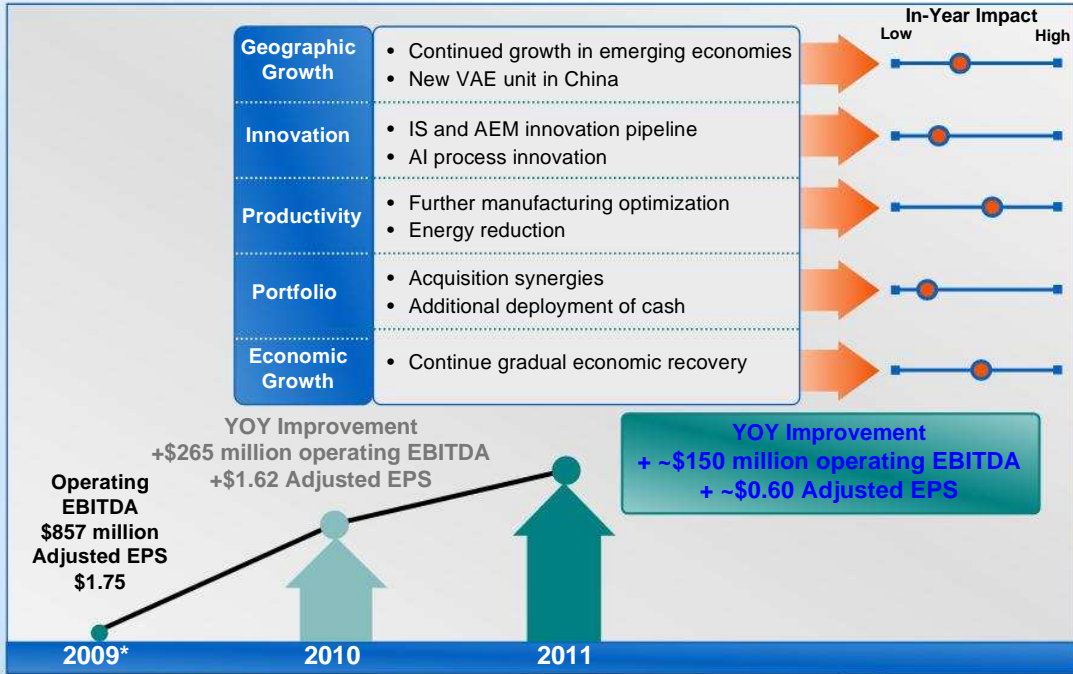 In-Year Impact
Low
High
Geographic
Growth
• Continued growth in emerging economies
• New VAE unit in China
Innovation
• IS and AEM innovation pipeline
• AI process innovation
Productivity
• Further manufacturing optimization
• Energy reduction
Portfolio
• Acquisition synergies
• Additional deployment of cash
Economic
Growth
• Continue gradual economic recovery
YOY Improvement
+$265 million operating EBITDA
+$1.62 Adjusted EPS
YOY Improvement
+ ~$150 million operating EBITDA
+ ~$0.60 Adjusted EPS
Operating
EBITDA
$857 million
Adjusted EPS
$1.75
2009*
2010
2011